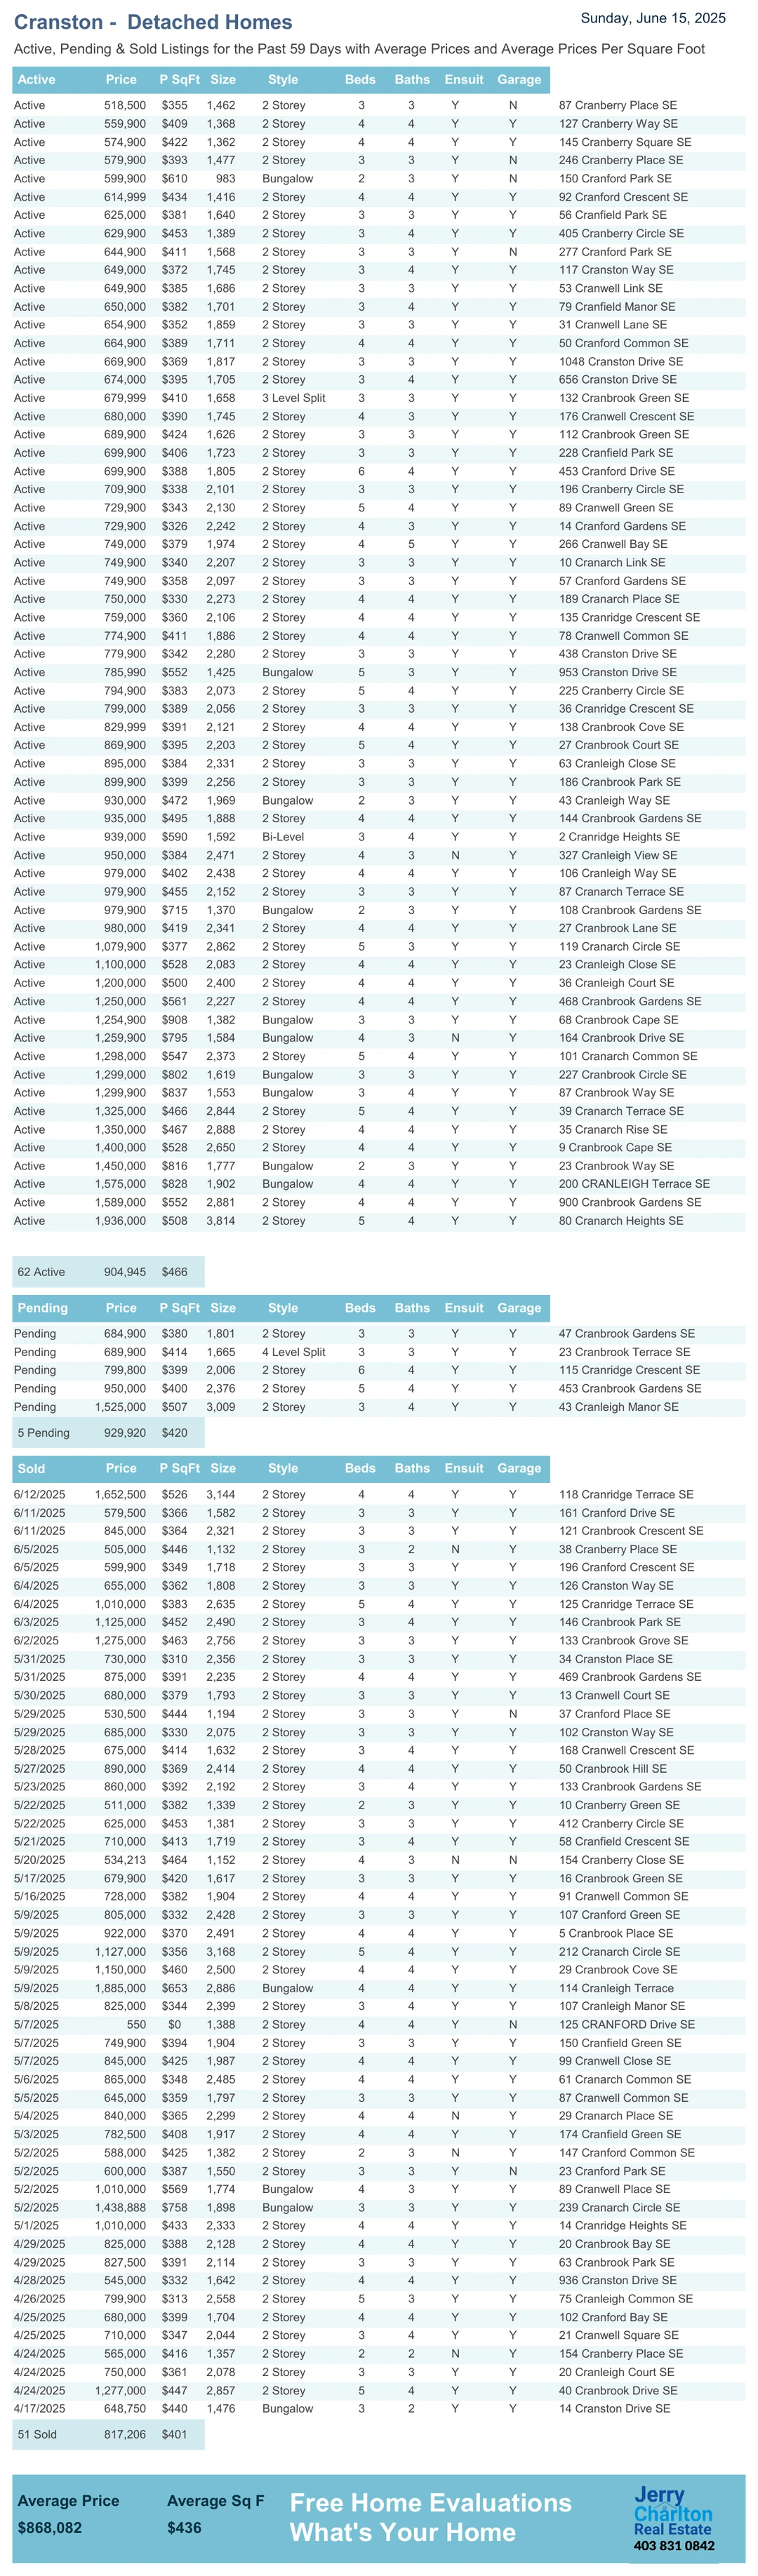 Cranston - Detached Homes Sunday, June 15, 2025
Active, Pending & Sold Listings for the Past 59 Days with Average Prices and Average Prices Per Square Foot
Active Price P SqFt Size Style Beds Baths Ensuit Garage
Active 518,500 $355 1,462 2 Storey 3 3 Y N 87 Cranberry Place SE
Active 559,900 $409 1,368 2 Storey 4 4 Y Y 127 Cranberry Way SE
Active 574,900 $422 1,362 2 Storey 4 4 Y Y 145 Cranberry Square SE
Active 579,900 $393 1,477 2 Storey 3 3 Y N 246 Cranberry Place SE
Active 599,900 $610 983 Bungalow 2 3 Y N 150 Cranford Park SE
Active 614,999 $434 1,416 2 Storey 4 4 Y Y 92 Cranford Crescent SE
Active 625,000 $381 1,640 2 Storey 3 3 Y Y 56 Cranfield Park SE
Active 629,900 $453 1,389 2 Storey 3 4 Y Y 405 Cranberry Circle SE
Active 644,900 $411 1,568 2 Storey 3 3 Y N 277 Cranford Park SE
Active 649,000 $372 1,745 2 Storey 3 4 Y Y 117 Cranston Way SE
Active 649,900 $385 1,686 2 Storey 3 3 Y Y 53 Cranwell Link SE
Active 650,000 $382 1,701 2 Storey 3 4 Y Y 79 Cranfield Manor SE
Active 654,900 $352 1,859 2 Storey 3 3 Y Y 31 Cranwell Lane SE
Active 664,900 $389 1,711 2 Storey 4 4 Y Y 50 Cranford Common SE
Active 669,900 $369 1,817 2 Storey 3 3 Y Y 1048 Cranston Drive SE
Active 674,000 $395 1,705 2 Storey 3 4 Y Y 656 Cranston Drive SE
Active 679,999 $410 1,658 3 Level Split 3 3 Y Y 132 Cranbrook Green SE
Active 680,000 $390 1,745 2 Storey 4 3 Y Y 176 Cranwell Crescent SE
Active 689,900 $424 1,626 2 Storey 3 3 Y Y 112 Cranbrook Green SE
Active 699,900 $406 1,723 2 Storey 3 3 Y Y 228 Cranfield Park SE
Active 699,900 $388 1,805 2 Storey 6 4 Y Y 453 Cranford Drive SE
Active 709,900 $338 2,101 2 Storey 3 3 Y Y 196 Cranberry Circle SE
Active 729,900 $343 2,130 2 Storey 5 4 Y Y 89 Cranwell Green SE
Active 729,900 $326 2,242 2 Storey 4 3 Y Y 14 Cranford Gardens SE
Active 749,000 $379 1,974 2 Storey 4 5 Y Y 266 Cranwell Bay SE
Active 749,900 $340 2,207 2 Storey 3 3 Y Y 10 Cranarch Link SE
Active 749,900 $358 2,097 2 Storey 3 3 Y Y 57 Cranford Gardens SE
Active 750,000 $330 2,273 2 Storey 4 4 Y Y 189 Cranarch Place SE
Active 759,000 $360 2,106 2 Storey 4 4 Y Y 135 Cranridge Crescent SE
Active 774,900 $411 1,886 2 Storey 4 4 Y Y 78 Cranwell Common SE
Active 779,900 $342 2,280 2 Storey 3 3 Y Y 438 Cranston Drive SE
Active 785,990 $552 1,425 Bungalow 5 3 Y Y 953 Cranston Drive SE
Active 794,900 $383 2,073 2 Storey 5 4 Y Y 225 Cranberry Circle SE
Active 799,000 $389 2,056 2 Storey 3 3 Y Y 36 Cranridge Crescent SE
Active 829,999 $391 2,121 2 Storey 4 4 Y Y 138 Cranbrook Cove SE
Active 869,900 $395 2,203 2 Storey 5 4 Y Y 27 Cranbrook Court SE
Active 895,000 $384 2,331 2 Storey 3 3 Y Y 63 Cranleigh Close SE
Active 899,900 $399 2,256 2 Storey 3 3 Y Y 186 Cranbrook Park SE
Active 930,000 $472 1,969 Bungalow 2 3 Y Y 43 Cranleigh Way SE
Active 935,000 $495 1,888 2 Storey 4 4 Y Y 144 Cranbrook Gardens SE
Active 939,000 $590 1,592 Bi-Level 3 4 Y Y 2 Cranridge Heights SE
Active 950,000 $384 2,471 2 Storey 4 3 N Y 327 Cranleigh View SE
Active 979,000 $402 2,438 2 Storey 4 4 Y Y 106 Cranleigh Way SE
Active 979,900 $455 2,152 2 Storey 3 3 Y Y 87 Cranarch Terrace SE
Active 979,900 $715 1,370 Bungalow 2 3 Y Y 108 Cranbrook Gardens SE
Active 980,000 $419 2,341 2 Storey 4 4 Y Y 27 Cranbrook Lane SE
Active 1,079,900 $377 2,862 2 Storey 5 3 Y Y 119 Cranarch Circle SE
Active 1,100,000 $528 2,083 2 Storey 4 4 Y Y 23 Cranleigh Close SE
Active 1,200,000 $500 2,400 2 Storey 4 4 Y Y 36 Cranleigh Court SE
Active 1,250,000 $561 2,227 2 Storey 4 4 Y Y 468 Cranbrook Gardens SE
Active 1,254,900 $908 1,382 Bungalow 3 3 Y Y 68 Cranbrook Cape SE
Active 1,259,900 $795 1,584 Bungalow 4 3 N Y 164 Cranbrook Drive SE
Active 1,298,000 $547 2,373 2 Storey 5 4 Y Y 101 Cranarch Common SE
Active 1,299,000 $802 1,619 Bungalow 3 3 Y Y 227 Cranbrook Circle SE
Active 1,299,900 $837 1,553 Bungalow 3 4 Y Y 87 Cranbrook Way SE
Active 1,325,000 $466 2,844 2 Storey 5 4 Y Y 39 Cranarch Terrace SE
Active 1,350,000 $467 2,888 2 Storey 4 4 Y Y 35 Cranarch Rise SE
Active 1,400,000 $528 2,650 2 Storey 4 4 Y Y 9 Cranbrook Cape SE
Active 1,450,000 $816 1,777 Bungalow 2 3 Y Y 23 Cranbrook Way SE
Active 1,575,000 $828 1,902 Bungalow 4 4 Y Y 200 CRANLEIGH Terrace SE
Active 1,589,000 $552 2,881 2 Storey 4 4 Y Y 900 Cranbrook Gardens SE
Active 1,936,000 $508 3,814 2 Storey 5 4 Y Y 80 Cranarch Heights SE
62 Active 904,945 $466
Pending Price P SqFt Size Style Beds Baths Ensuit Garage
Pending 684,900 $380 1,801 2 Storey 3 3 Y Y 47 Cranbrook Gardens SE
Pending 689,900 $414 1,665 4 Level Split 3 3 Y Y 23 Cranbrook Terrace SE
Pending 799,800 $399 2,006 2 Storey 6 4 Y Y 115 Cranridge Crescent SE
Pending 950,000 $400 2,376 2 Storey 5 4 Y Y 453 Cranbrook Gardens SE
Pending 1,525,000 $507 3,009 2 Storey 3 4 Y Y 43 Cranleigh Manor SE
5 Pending 929,920 $420
Sold Price P SqFt Size Style Beds Baths Ensuit Garage
6/12/2025 1,652,500 $526 3,144 2 Storey 4 4 Y Y 118 Cranridge Terrace SE
6/11/2025 579,500 $366 1,582 2 Storey 3 3 Y Y 161 Cranford Drive SE
6/11/2025 845,000 $364 2,321 2 Storey 3 3 Y Y 121 Cranbrook Crescent SE
6/5/2025 505,000 $446 1,132 2 Storey 3 2 N Y 38 Cranberry Place SE
6/5/2025 599,900 $349 1,718 2 Storey 3 3 Y Y 196 Cranford Crescent SE
6/4/2025 655,000 $362 1,808 2 Storey 3 3 Y Y 126 Cranston Way SE
6/4/2025 1,010,000 $383 2,635 2 Storey 5 4 Y Y 125 Cranridge Terrace SE
6/3/2025 1,125,000 $452 2,490 2 Storey 3 4 Y Y 146 Cranbrook Park SE
6/2/2025 1,275,000 $463 2,756 2 Storey 3 3 Y Y 133 Cranbrook Grove SE
5/31/2025 730,000 $310 2,356 2 Storey 3 3 Y Y 34 Cranston Place SE
5/31/2025 875,000 $391 2,235 2 Storey 4 4 Y Y 469 Cranbrook Gardens SE
5/30/2025 680,000 $379 1,793 2 Storey 3 3 Y Y 13 Cranwell Court SE
5/29/2025 530,500 $444 1,194 2 Storey 3 3 Y N 37 Cranford Place SE
5/29/2025 685,000 $330 2,075 2 Storey 3 3 Y Y 102 Cranston Way SE
5/28/2025 675,000 $414 1,632 2 Storey 3 4 Y Y 168 Cranwell Crescent SE
5/27/2025 890,000 $369 2,414 2 Storey 4 4 Y Y 50 Cranbrook Hill SE
5/23/2025 860,000 $392 2,192 2 Storey 3 4 Y Y 133 Cranbrook Gardens SE
5/22/2025 511,000 $382 1,339 2 Storey 2 3 Y Y 10 Cranberry Green SE
5/22/2025 625,000 $453 1,381 2 Storey 3 3 Y Y 412 Cranberry Circle SE
5/21/2025 710,000 $413 1,719 2 Storey 3 4 Y Y 58 Cranfield Crescent SE
5/20/2025 534,213 $464 1,152 2 Storey 4 3 N N 154 Cranberry Close SE
5/17/2025 679,900 $420 1,617 2 Storey 3 3 Y Y 16 Cranbrook Green SE
5/16/2025 728,000 $382 1,904 2 Storey 4 4 Y Y 91 Cranwell Common SE
5/9/2025 805,000 $332 2,428 2 Storey 3 3 Y Y 107 Cranford Green SE
5/9/2025 922,000 $370 2,491 2 Storey 4 4 Y Y 5 Cranbrook Place SE
5/9/2025 1,127,000 $356 3,168 2 Storey 5 4 Y Y 212 Cranarch Circle SE
5/9/2025 1,150,000 $460 2,500 2 Storey 4 4 Y Y 29 Cranbrook Cove SE
5/9/2025 1,885,000 $653 2,886 Bungalow 4 4 Y Y 114 Cranleigh Terrace
5/8/2025 825,000 $344 2,399 2 Storey 3 4 Y Y 107 Cranleigh Manor SE
5/7/2025 550 $0 1,388 2 Storey 4 4 Y N 125 CRANFORD Drive SE
5/7/2025 749,900 $394 1,904 2 Storey 3 3 Y Y 150 Cranfield Green SE
5/7/2025 845,000 $425 1,987 2 Storey 4 4 Y Y 99 Cranwell Close SE
5/6/2025 865,000 $348 2,485 2 Storey 4 4 Y Y 61 Cranarch Common SE
5/5/2025 645,000 $359 1,797 2 Storey 3 3 Y Y 87 Cranwell Common SE
5/4/2025 840,000 $365 2,299 2 Storey 4 4 N Y 29 Cranarch Place SE
5/3/2025 782,500 $408 1,917 2 Storey 4 4 Y Y 174 Cranfield Green SE
5/2/2025 588,000 $425 1,382 2 Storey 2 3 N Y 147 Cranford Common SE
5/2/2025 600,000 $387 1,550 2 Storey 3 3 Y N 23 Cranford Park SE
5/2/2025 1,010,000 $569 1,774 Bungalow 4 3 Y Y 89 Cranwell Place SE
5/2/2025 1,438,888 $758 1,898 Bungalow 3 3 Y Y 239 Cranarch Circle SE
5/1/2025 1,010,000 $433 2,333 2 Storey 4 4 Y Y 14 Cranridge Heights SE
4/29/2025 825,000 $388 2,128 2 Storey 4 4 Y Y 20 Cranbrook Bay SE
4/29/2025 827,500 $391 2,114 2 Storey 3 3 Y Y 63 Cranbrook Park SE
4/28/2025 545,000 $332 1,642 2 Storey 4 4 Y Y 936 Cranston Drive SE
4/26/2025 799,900 $313 2,558 2 Storey 5 3 Y Y 75 Cranleigh Common SE
4/25/2025 680,000 $399 1,704 2 Storey 4 4 Y Y 102 Cranford Bay SE
4/25/2025 710,000 $347 2,044 2 Storey 3 4 Y Y 21 Cranwell Square SE
4/24/2025 565,000 $416 1,357 2 Storey 2 2 N Y 154 Cranberry Place SE
4/24/2025 750,000 $361 2,078 2 Storey 3 3 Y Y 20 Cranleigh Court SE
4/24/2025 1,277,000 $447 2,857 2 Storey 5 4 Y Y 40 Cranbrook Drive SE
4/17/2025 648,750 $440 1,476 Bungalow 3 2 Y Y 14 Cranston Drive SE
51 Sold 817,206 $401
Average Price Average Sq F
$868,082 $436
Free Home Evaluations
What's Your Home
Jerry
Charlton
Real Estate
403 831 0842